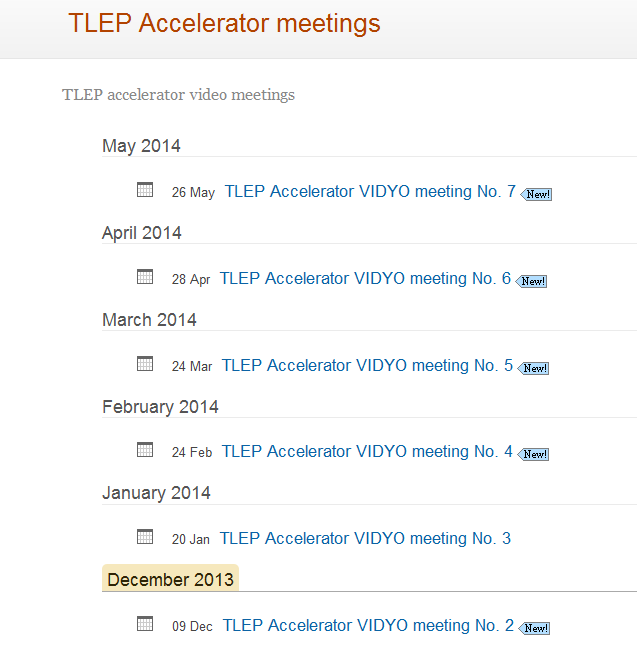 TLEP Accelerator meetings
TLEP accelerator video meetings
May 2014
26 May TLEP Accelerator VIDYO meeting No. 7 New!
April 2014
28 Apr TLEP Accelerator VIDYO meeting No. 6 New!
March 2014
24 Mar TLEP Accelerator VIDYO meeting No. 5 New!
February 2014
24 Feb TLEP Accelerator VIDYO meeting No. 4 New!
January 2014
20 Jan TLEP Accelerator VIDYO meeting No. 3
December 2013
09 Dec TLEP Accelerator VIDYO meeting No. 2 New!